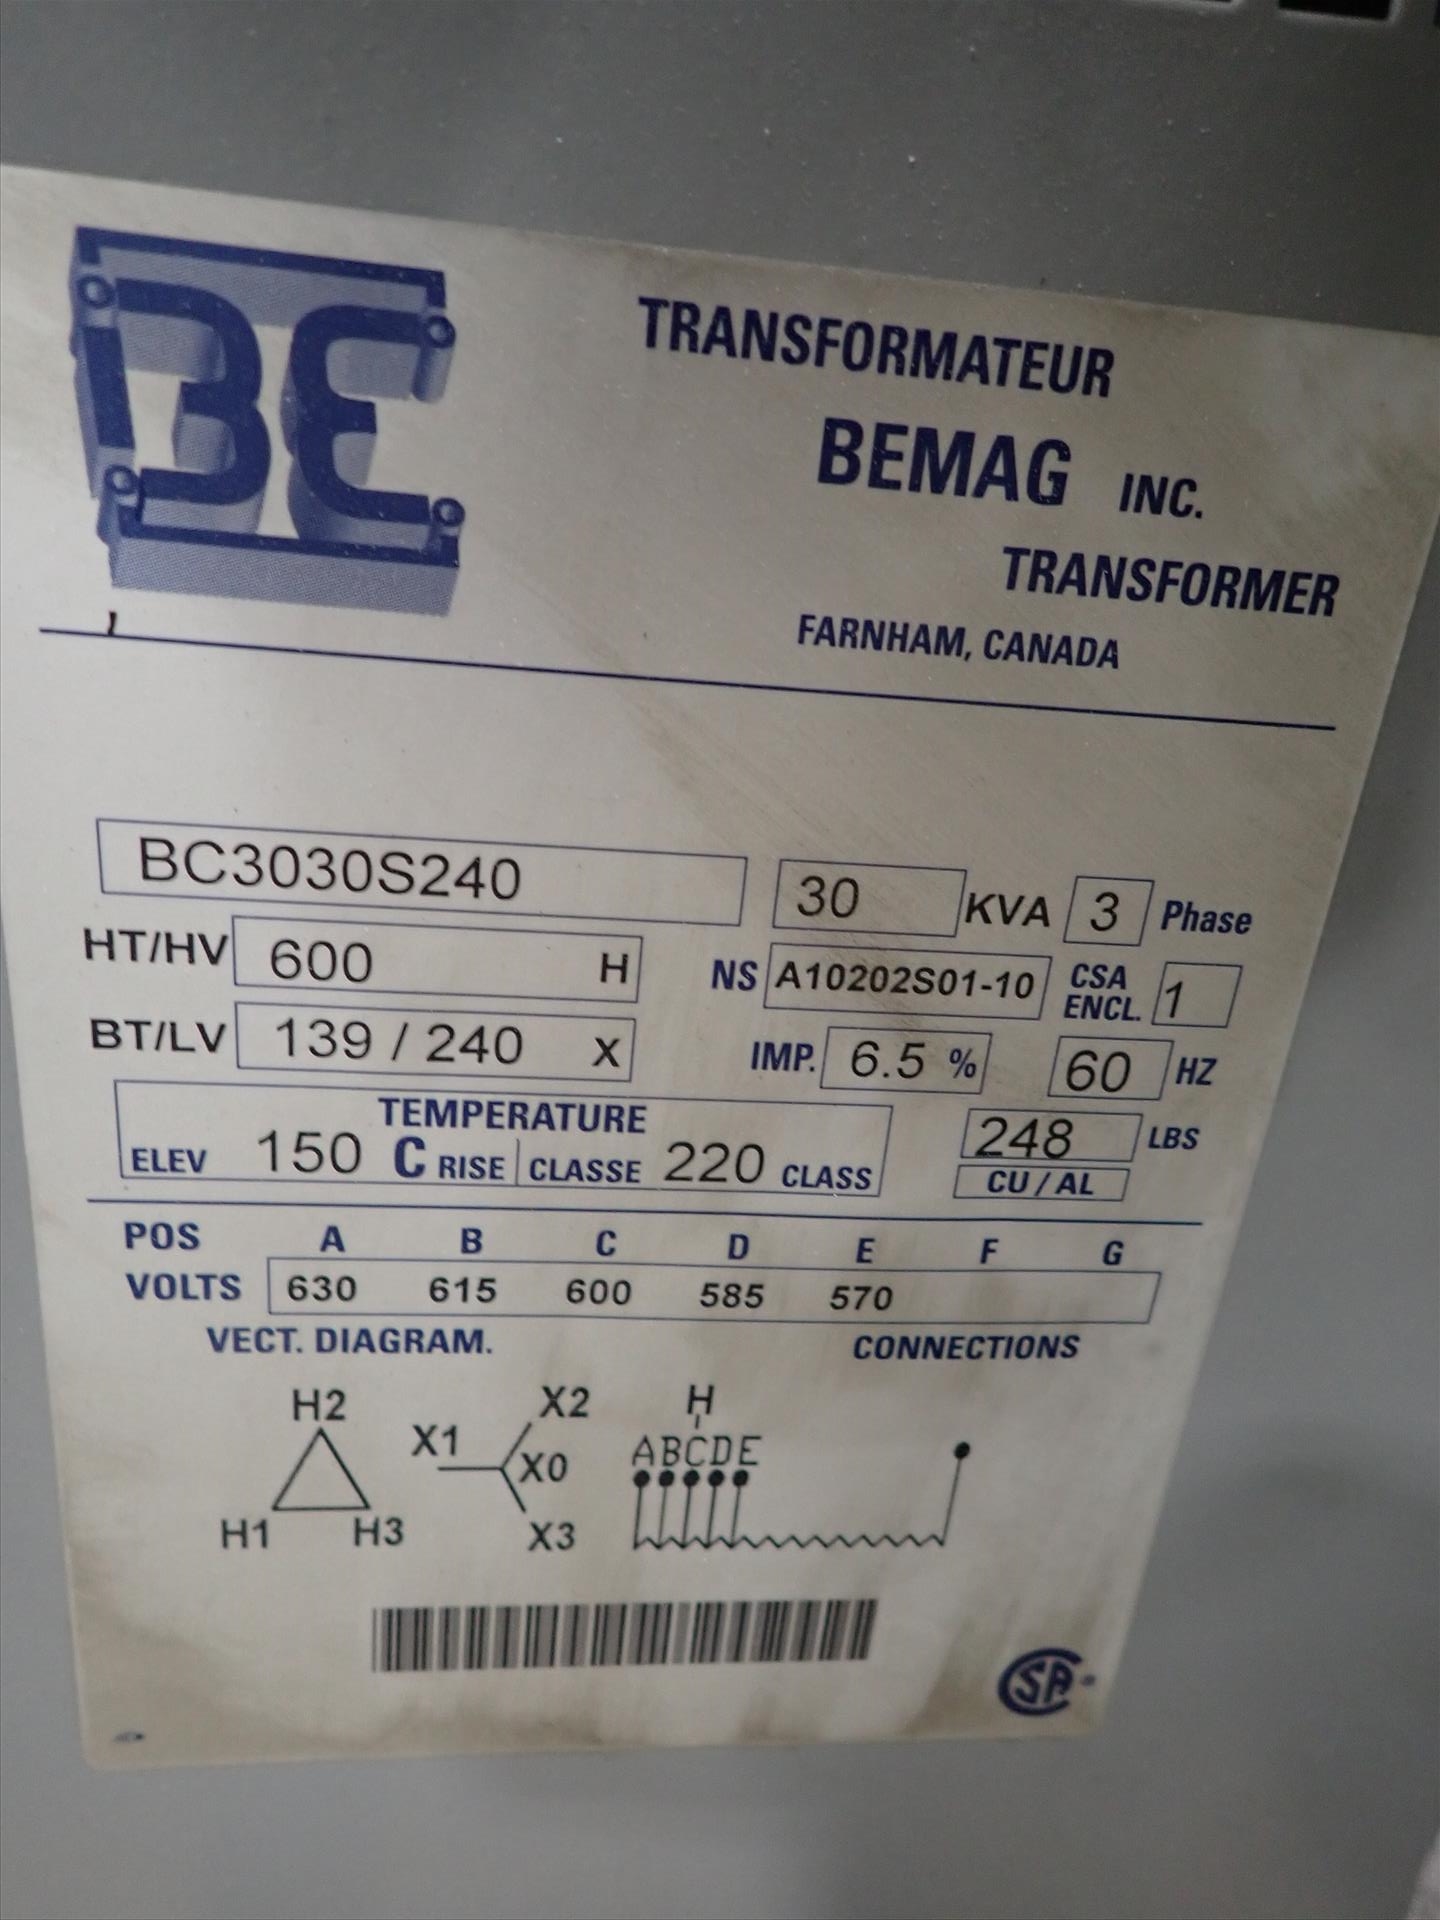 BE
TRANSFORMATEUR
BEMAG INC.
TRANSFORMER
FARNHAM, CANADA
BC3030S240 30 KVA 3 Phase
HT/HV 600 H NS A10202S01-10 CSA ENCL. 1
BT/LV 139 / 240 X IMP. 6.5 % 60 HZ
TEMPERATURE
ELEV 150 C RISE CLASSE 220 CLASS
248 LBS
CU / AL
POS A B C D E F G
VOLTS 630 615 600 585 570
VECT. DIAGRAM. CONNECTIONS
H2 X2 H
X1 X0 ABCDE
H1 H3 X3
CSA